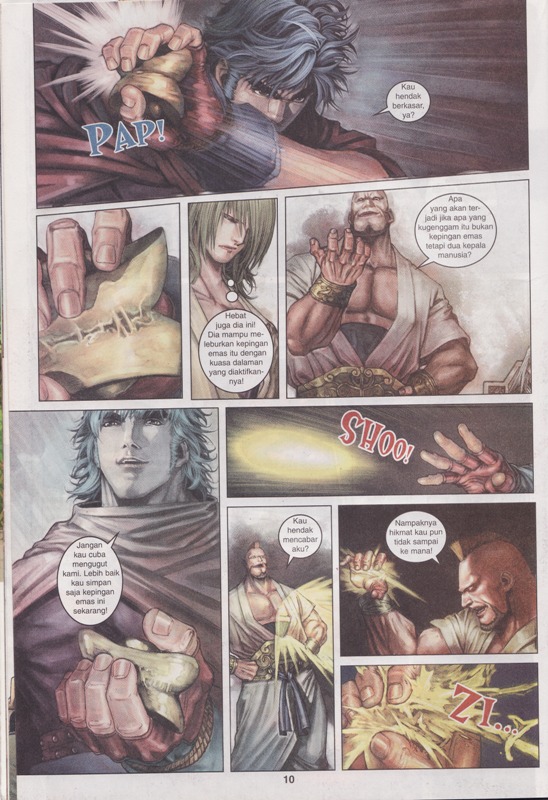 PAP!
Kau
hendak
berkasar,
ya?
Hebat
juga dia ini!
Dia mampu me-
leburkan kepingan
emas itu dengan
kuasa dalaman
yang diaktifkan-
nya!
Apa
yang akan ter-
jadi jika apa yang
kugenggam itu bukan
kepingan emas
tetapi dua kepala
manusia?
Jangan
kau cuba
mengugut
kami. Lebih baik
kau simpan
saja kepingan
emas ini
sekarang!
SHOO!
Kau
hendak
mencabar
aku?
Nampaknya
hikmat kau pun
tidak sampai
ke mana!
ZI...
10